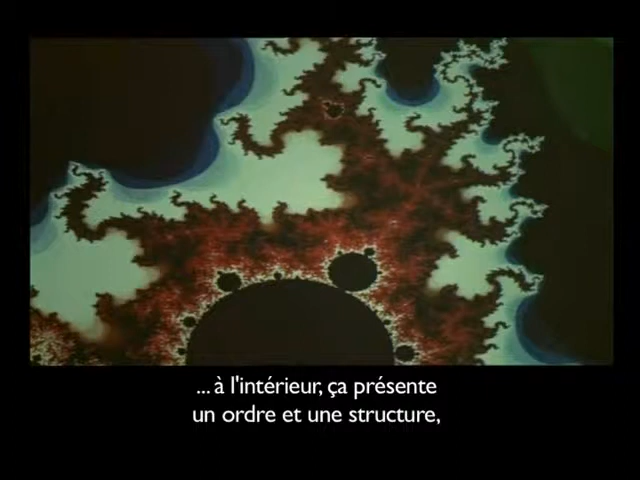 ... à l'intérieur, ça présente
un ordre et une structure,